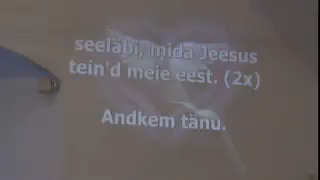 seeläbi, mida Jeesus
tein'd meie eest. (2x)
Andkem tänu.